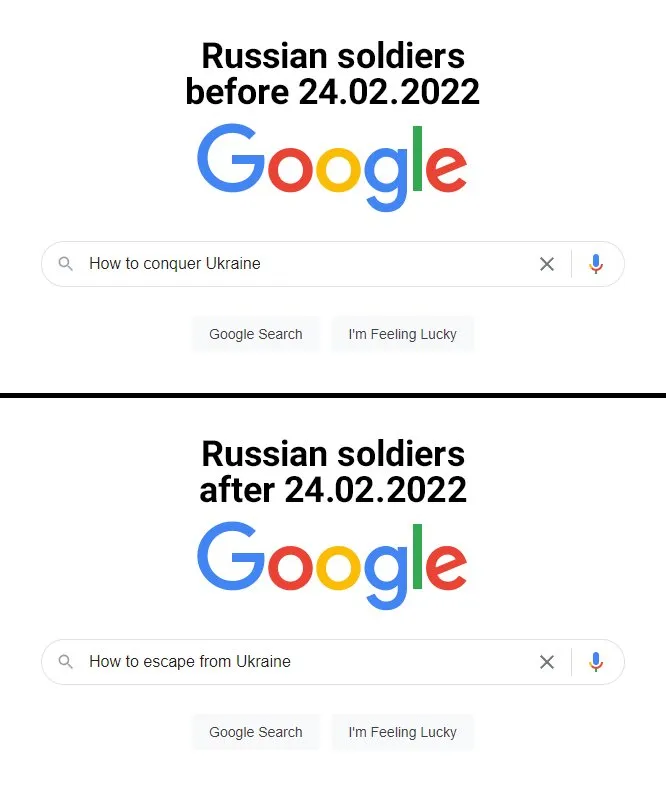 Russian soldiers
before 24.02.2022
Google
How to conquer Ukraine
Google Search I'm Feeling Lucky
Russian soldiers
after 24.02.2022
Google
How to escape from Ukraine
Google Search I'm Feeling Lucky